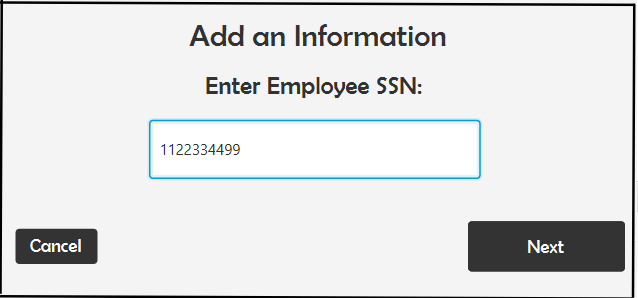 Add an Information
Enter Employee SSN:
1122334499
Cancel
Next